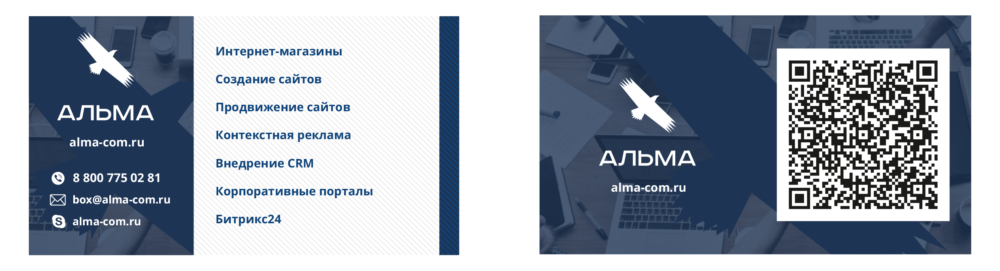 АЛЬМА
alma-com.ru
8 800 775 02 81
box@alma-com.ru
alma-com.ru
Интернет-магазины
Создание сайтов
Продвижение сайтов
Контекстная реклама
Внедрение CRM
Корпоративные порталы
Битрикс24
АЛЬМА
alma-com.ru